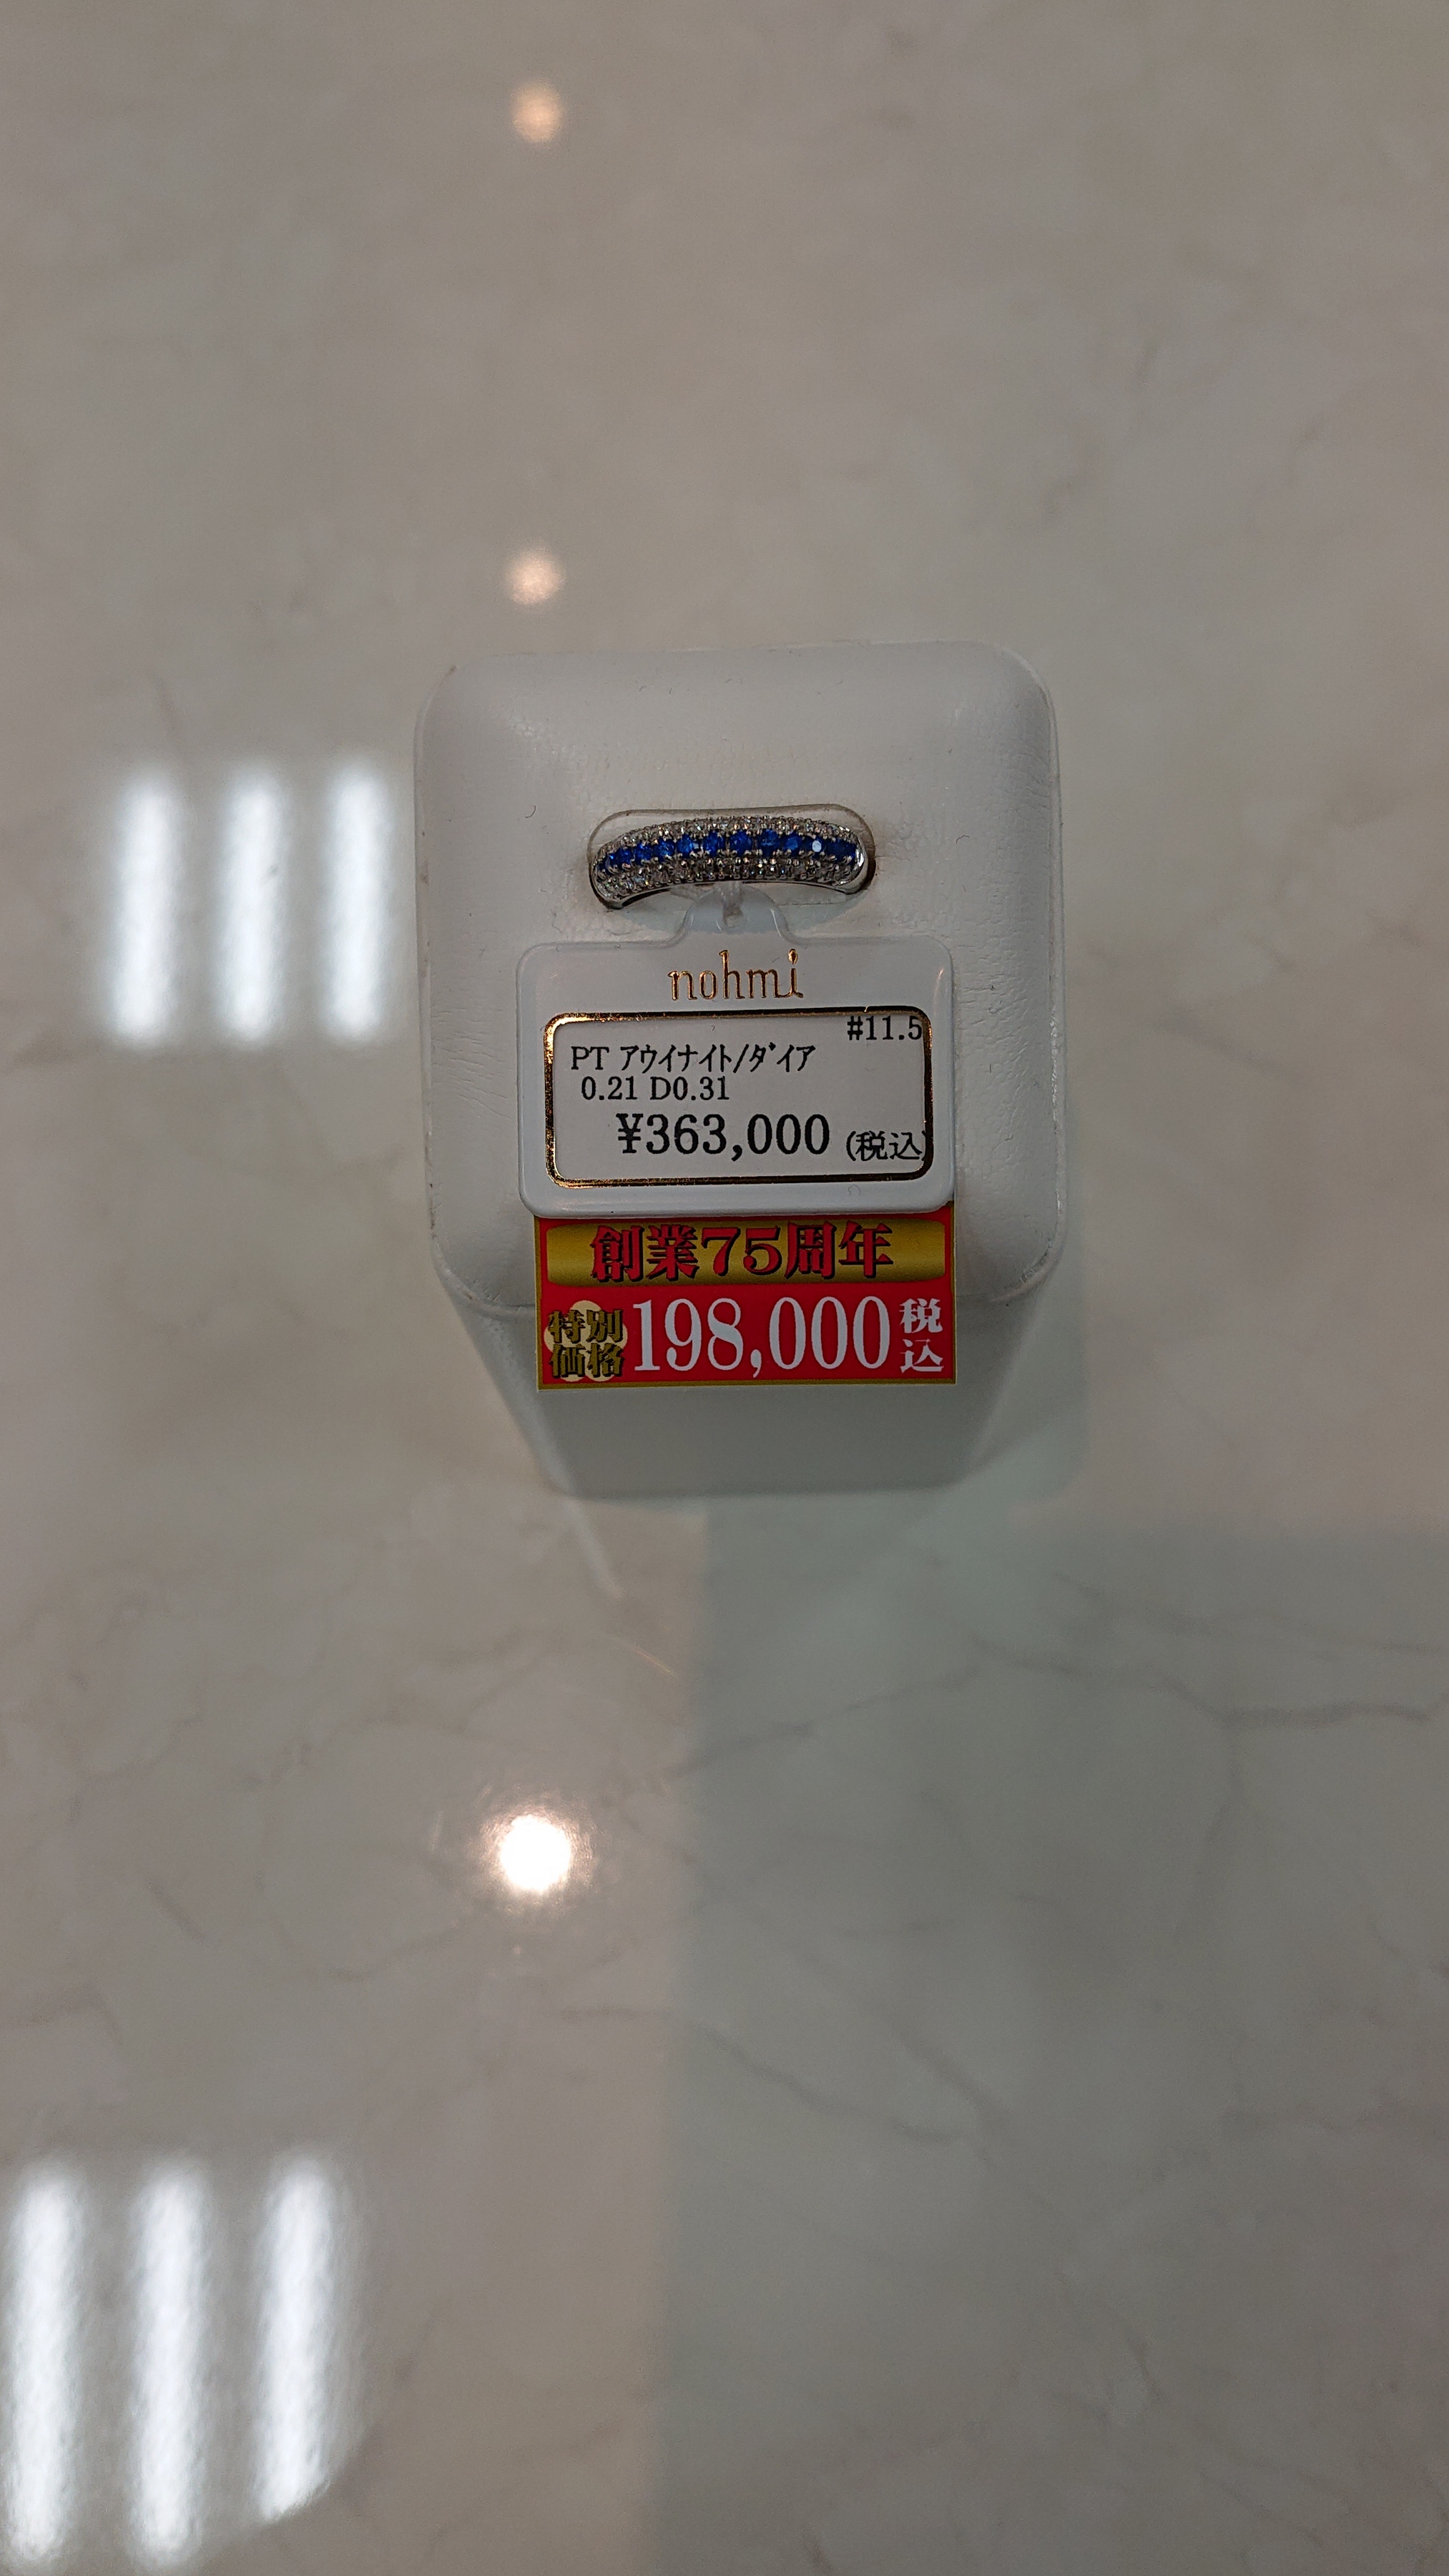 nohmi
#11.5
PT アウイナイト/ダイア
0.21 D0.31
¥363,000 (税込)
創業75周年
特別価格 198,000 税込